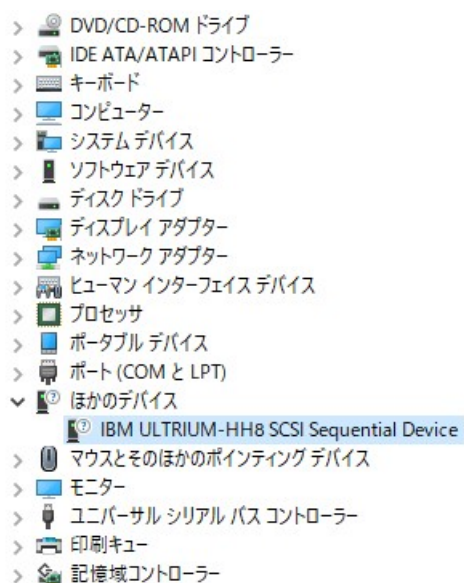 DVD/CD-ROM ドライブ
IDE ATA/ATAPI コントローラー
キーボード
コンピューター
システム デバイス
ソフトウェア デバイス
ディスク ドライブ
ディスプレイ アダプター
ネットワーク アダプター
ヒューマン インターフェイス デバイス
プロセッサ
ポータブル デバイス
ポート (COM と LPT)
ほかのデバイス
IBM ULTRIUM-HH8 SCSI Sequential Device
マウスとそのほかのポインティング デバイス
モニター
ユニバーサル シリアル バス コントローラー
印刷キュー
記憶域コントローラー